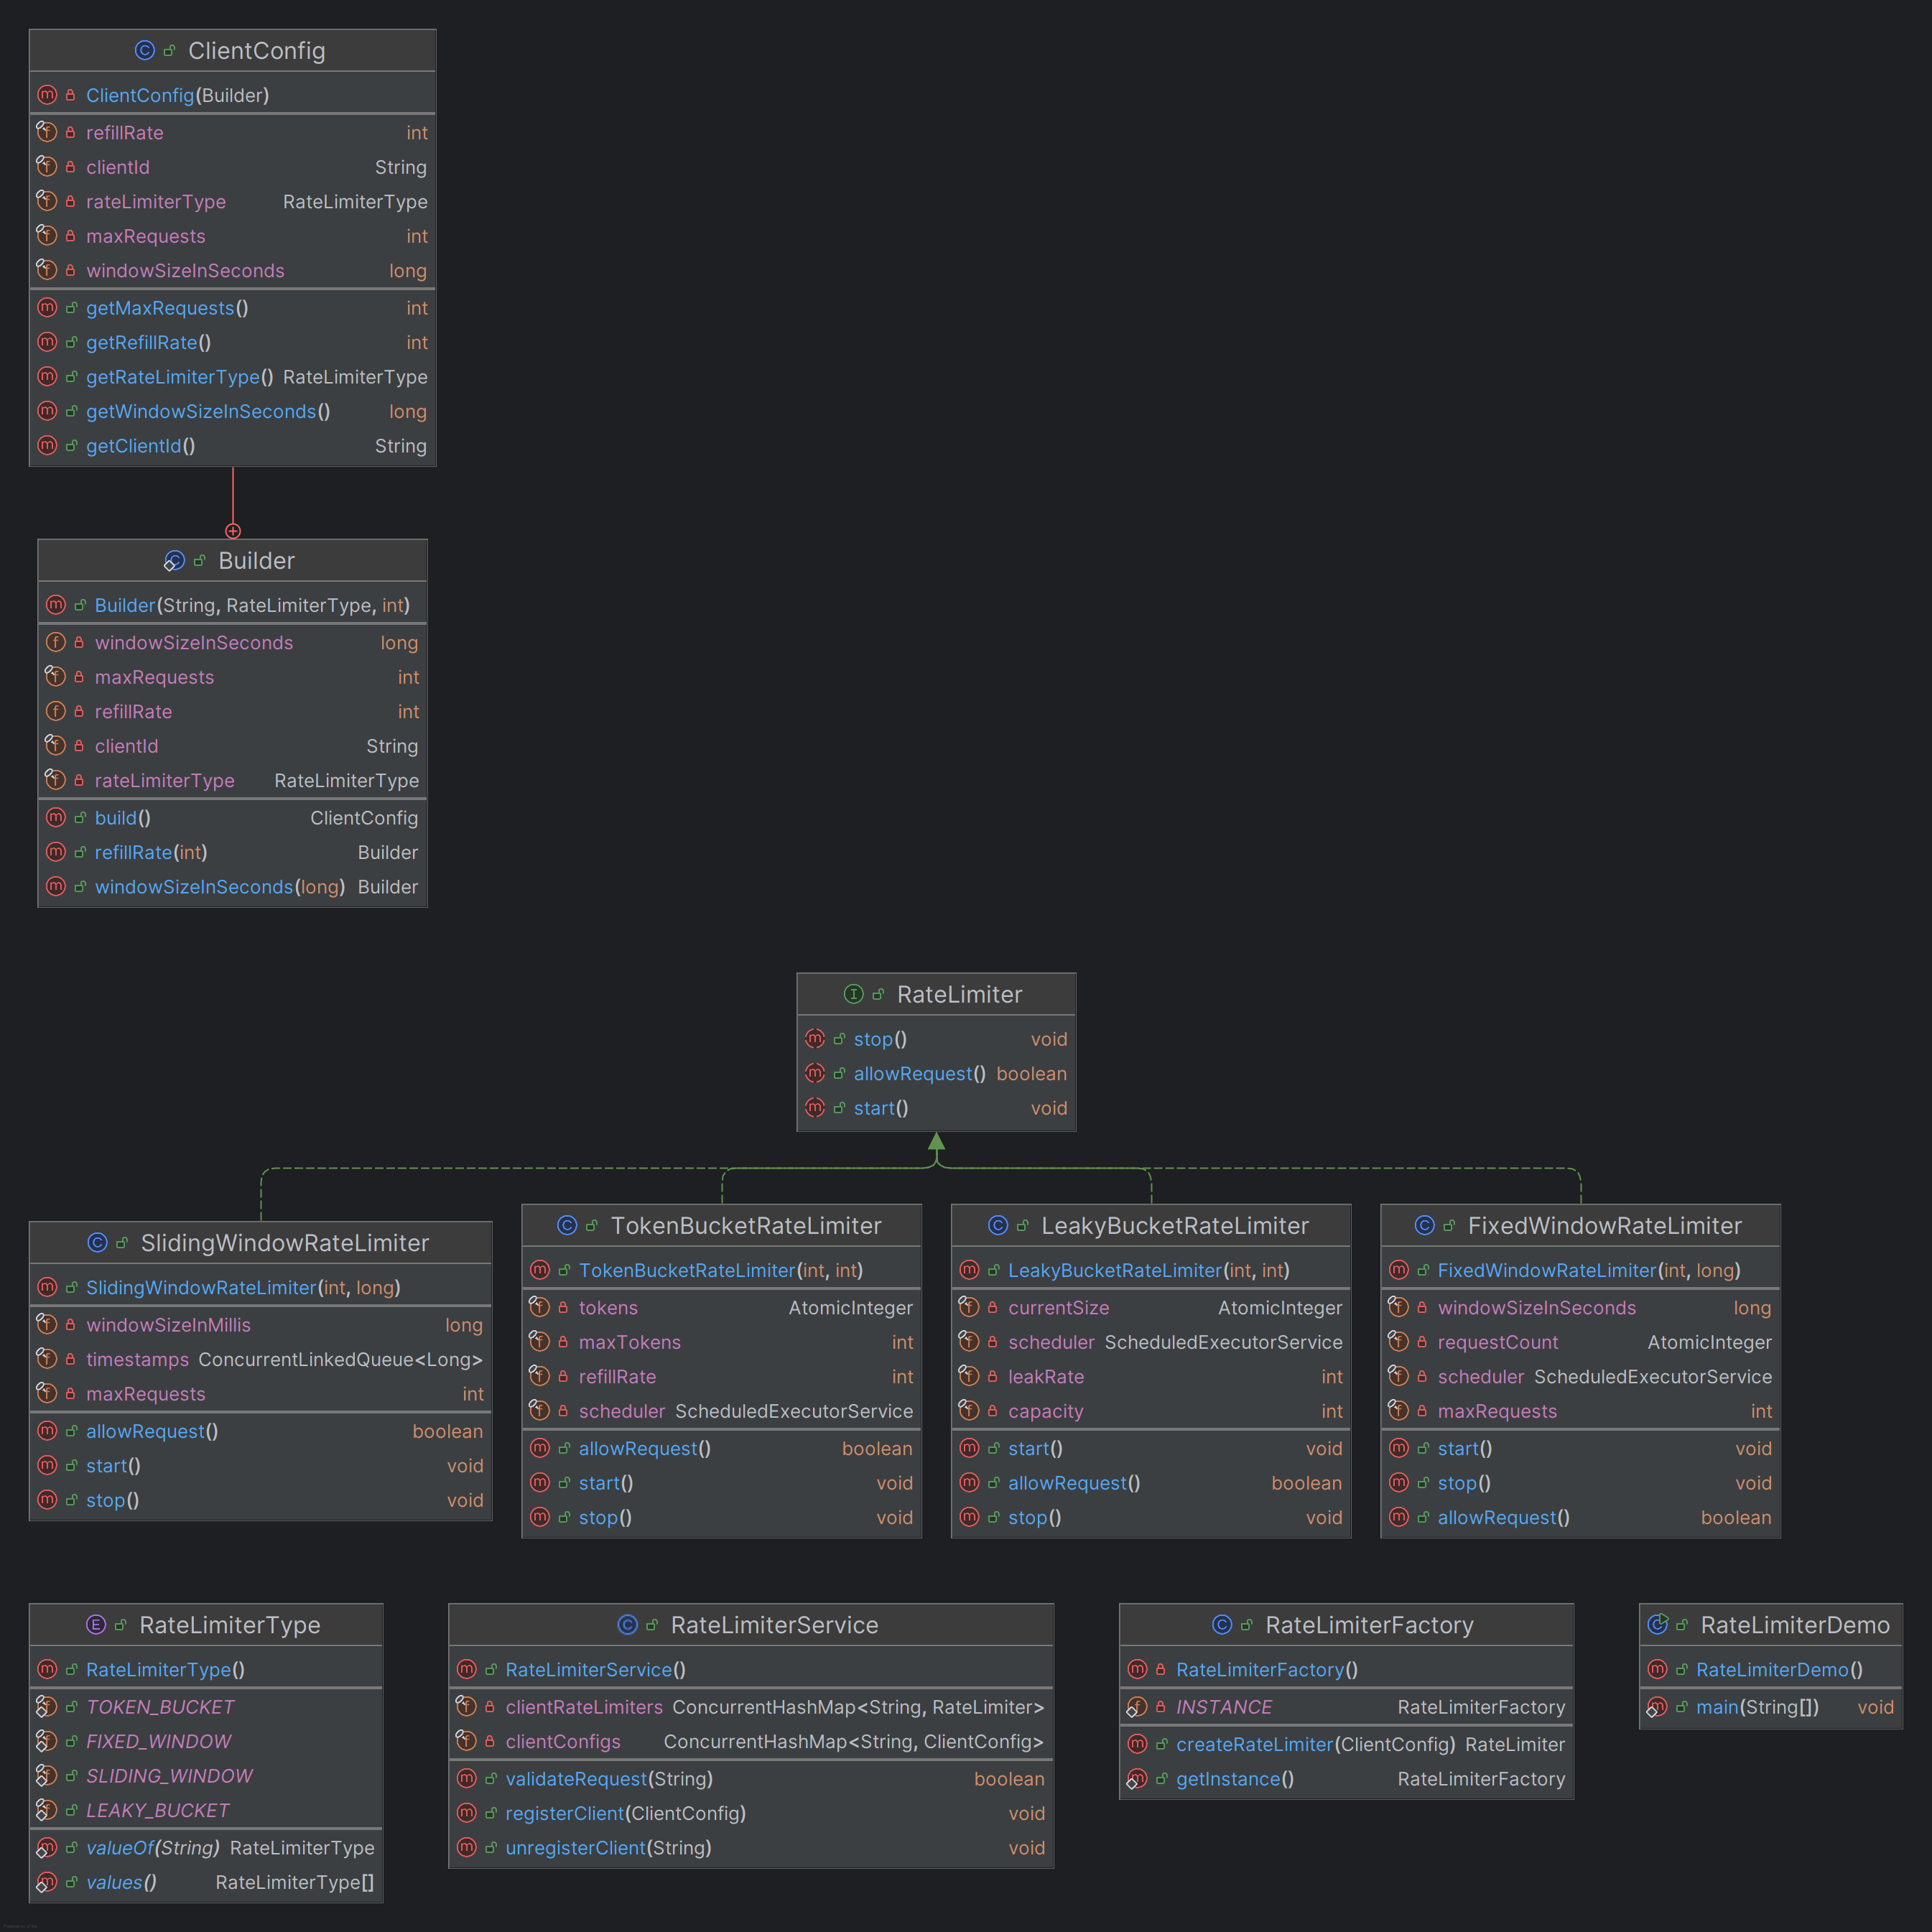 ClientConfig
ClientConfig(Builder)
refillRate int
clientId String
rateLimiterType RateLimiterType
maxRequests int
windowSizeInSeconds long
getMaxRequests() int
getRefillRate() int
getRateLimiterType() RateLimiterType
getWindowSizeInSeconds() long
getClientId() String
Builder
Builder(String, RateLimiterType, int)
windowSizeInSeconds long
maxRequests int
refillRate int
clientId String
rateLimiterType RateLimiterType
build() ClientConfig
refillRate(int) Builder
windowSizeInSeconds(long) Builder
RateLimiter
stop() void
allowRequest() boolean
start() void
SlidingWindowRateLimiter
SlidingWindowRateLimiter(int, long)
windowSizeInMillis long
timestamps ConcurrentLinkedQueue<Long>
maxRequests int
allowRequest() boolean
start() void
stop() void
TokenBucketRateLimiter
TokenBucketRateLimiter(int, int)
tokens AtomicInteger
maxTokens int
refillRate int
scheduler ScheduledExecutorService
allowRequest() boolean
start() void
stop() void
LeakyBucketRateLimiter
LeakyBucketRateLimiter(int, int)
currentSize AtomicInteger
scheduler ScheduledExecutorService
leakRate int
capacity int
start() void
allowRequest() boolean
stop() void
FixedWindowRateLimiter
FixedWindowRateLimiter(int, long)
windowSizeInSeconds long
requestCount AtomicInteger
scheduler ScheduledExecutorService
maxRequests int
start() void
stop() void
allowRequest() boolean
RateLimiterType
RateLimiterType()
TOKEN_BUCKET
FIXED_WINDOW
SLIDING_WINDOW
LEAKY_BUCKET
valueOf(String) RateLimiterType
values() RateLimiterType[]
RateLimiterService
RateLimiterService()
clientRateLimiters ConcurrentHashMap<String, RateLimiter>
clientConfigs ConcurrentHashMap<String, ClientConfig>
validateRequest(String) boolean
registerClient(ClientConfig) void
unregisterClient(String) void
RateLimiterFactory
RateLimiterFactory()
INSTANCE RateLimiterFactory
createRateLimiter(ClientConfig) RateLimiter
getInstance() RateLimiterFactory
RateLimiterDemo
RateLimiterDemo()
main(String[]) void